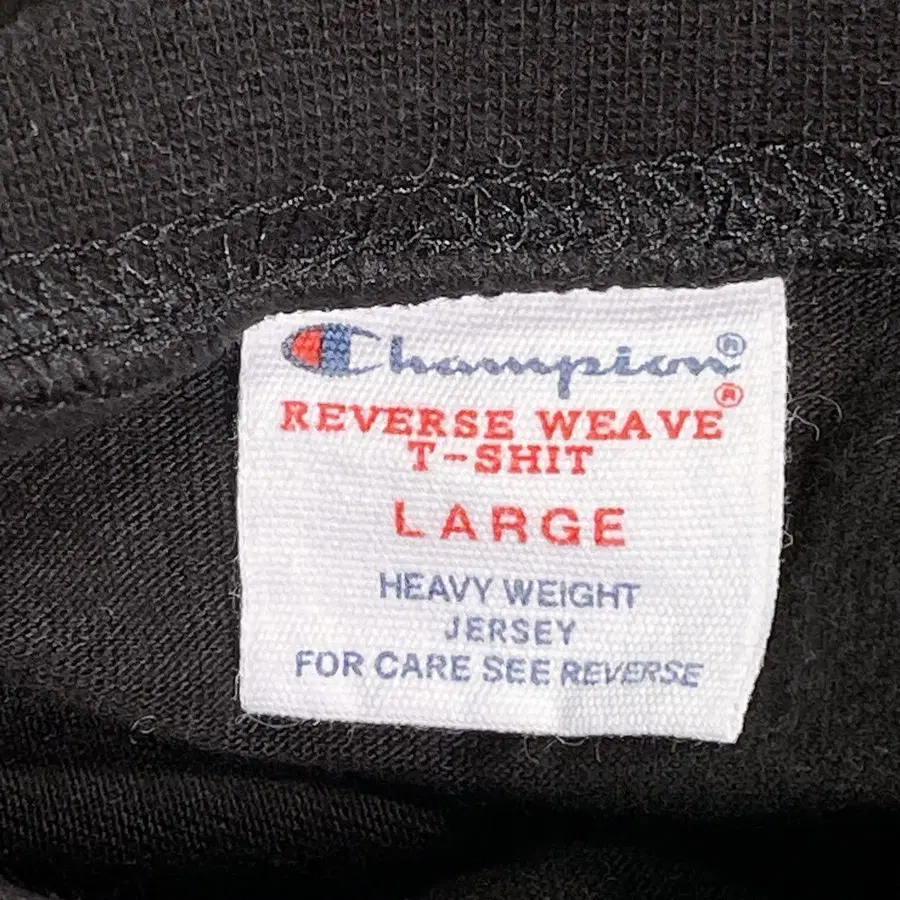 Champion®
REVERSE WEAVE®
T-SHIT
LARGE
HEAVY WEIGHT
JERSEY
FOR CARE SEE REVERSE